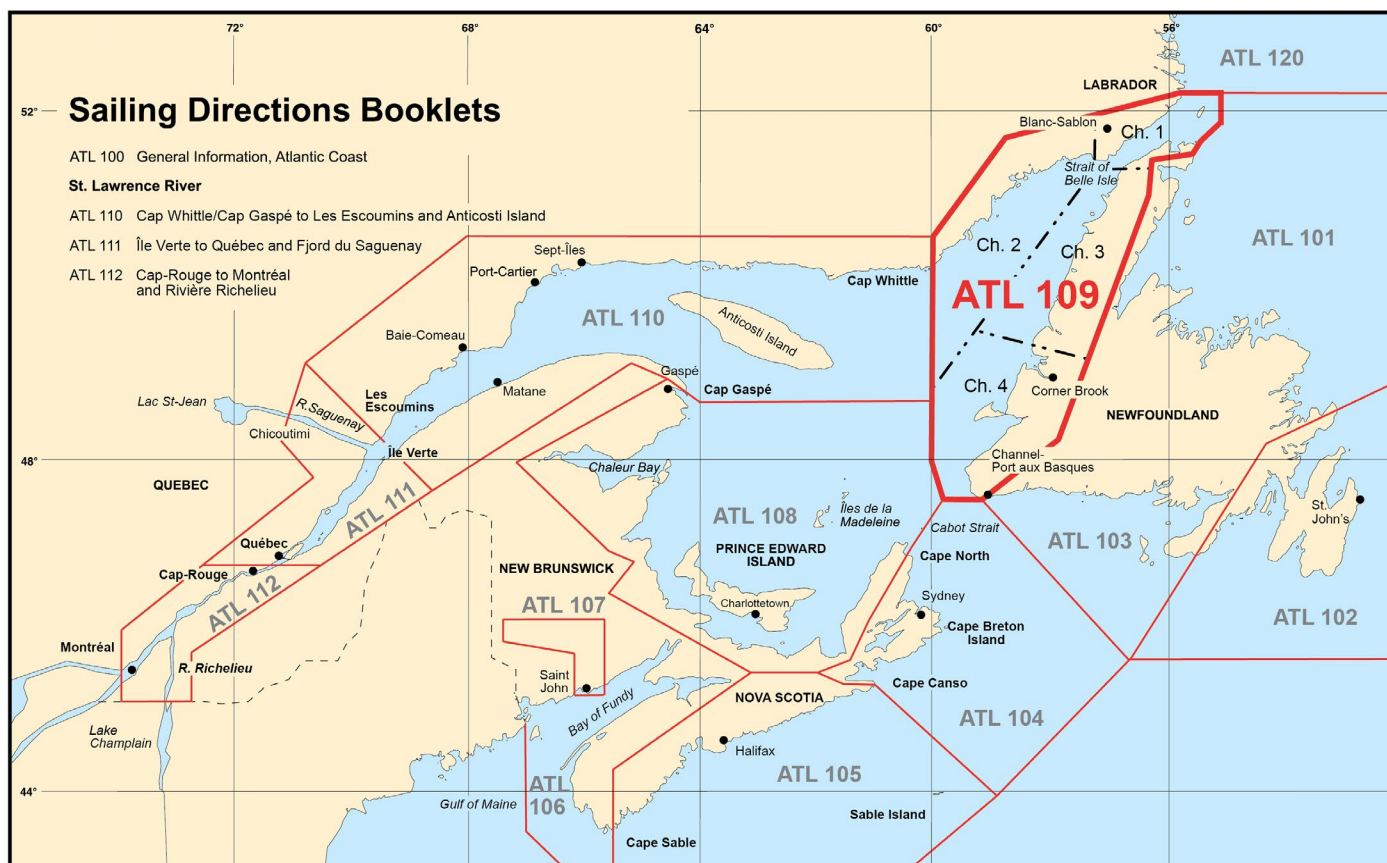 72°
68°
64°
60°
56°
ATL 120
LABRADOR
52°
Sailing Directions Booklets
Blanc-Sablon
Ch. 1
ATL 100 General Information, Atlantic Coast
Strait of
Belle Isle
St. Lawrence River
ATL 110 Cap Whittle/Cap Gaspé to Les Escoumins and Anticosti Island
ATL 111 Île Verte to Québec and Fjord du Saguenay
ATL 112 Cap-Rouge to Montréal
and Rivière Richelieu
ATL 101
Ch. 2
Ch. 3
Sept-Îles
Port-Cartier
Cap Whittle
ATL 109
ATL 110
Anticosti Island
Baie-Comeau
Gaspé
Matane
Cap Gaspé
Ch. 4
Corner Brook
Les
Escoumins
Lac St-Jean
R.Saguenay
Chicoutimi
NEWFOUNDLAND
Île Verte
48°
Channel-
Port aux Basques
Chaleur Bay
QUEBEC
ATL 111
ATL 108
Îles de la
Madeleine
Cabot Strait
St.
John's
ATL 103
Québec
Cap-Rouge
PRINCE EDWARD
ISLAND
Cape North
NEW BRUNSWICK
ATL 112
ATL 107
Charlottetown
Sydney
Cape Breton
Island
ATL 102
Montréal
R. Richelieu
Saint
John
Cape Canso
NOVA SCOTIA
Bay of Fundy
ATL 104
Lake
Champlain
Halifax
ATL 105
44°
ATL
106
Gulf of Maine
Sable Island
Cape Sable